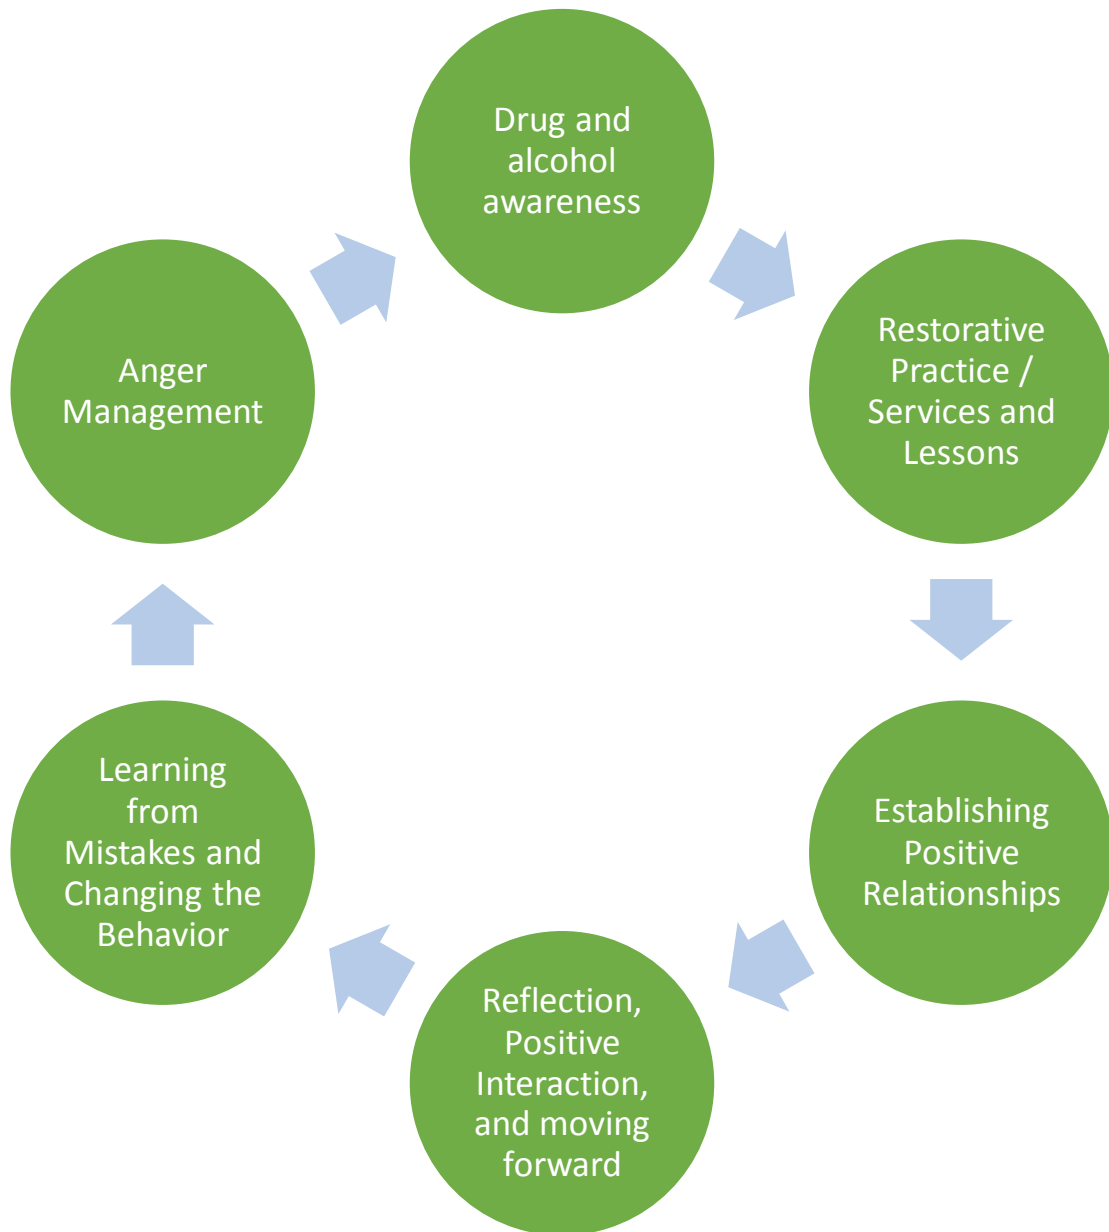 Drug and
alcohol
awareness
Restorative
Practice /
Services and
Lessons
Establishing
Positive
Relationships
Reflection,
Positive
Interaction,
and moving
forward
Learning
from
Mistakes and
Changing the
Behavior
Anger
Management